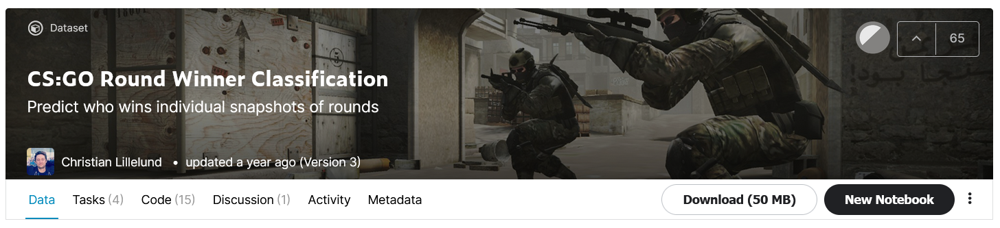 Dataset
65
CS:GO Round Winner Classification
Predict who wins individual snapshots of rounds
Christian Lillelund • updated a year ago (Version 3)
Data Tasks (4) Code (15) Discussion (1) Activity Metadata Download (50 MB) New Notebook